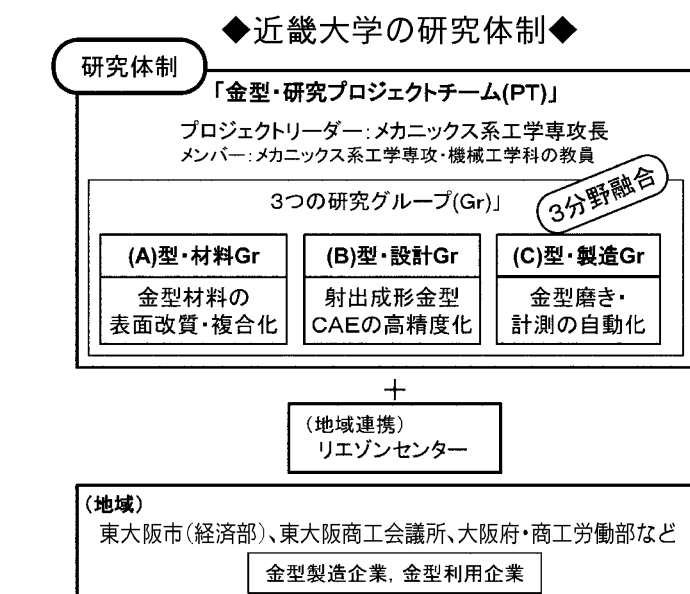 ◆近畿大学の研究体制◆
研究体制
「金型・研究プロジェクトチーム(PT)」
プロジェクトリーダー：メカニックス系工学専攻長
メンバー：メカニックス系工学専攻・機械工学科の教員
3つの研究グループ(Gr)」
3分野融合
(A)型・材料Gr
金型材料の
表面改質・複合化
(B)型・設計Gr
射出成形金型
CAEの高精度化
(C)型・製造Gr
金型磨き・
計測の自動化
＋
（地域連携）
リエゾンセンター
（地域）
東大阪市（経済部）、東大阪商工会議所、大阪府・商工労働部など
金型製造企業, 金型利用企業